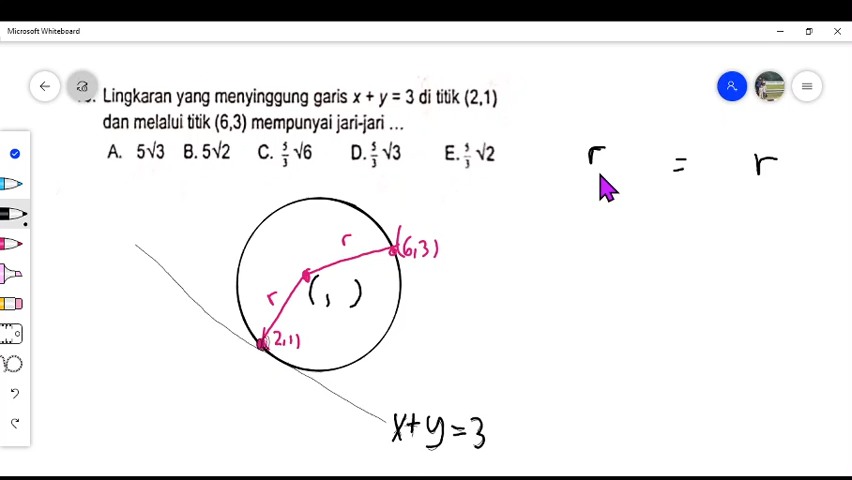 Microsoft Whiteboard
Lingkaran yang menyinggung garis x + y = 3 di titik (2,1)
dan melalui titik (6,3) mempunyai jari-jari ...
A. 5√3 B. 5√2 C. 5/3 √6 D. 5/3 √3 E. 5/3 √2
r = r
r (6,3)
( , )
r
(2,1)
x+y=3